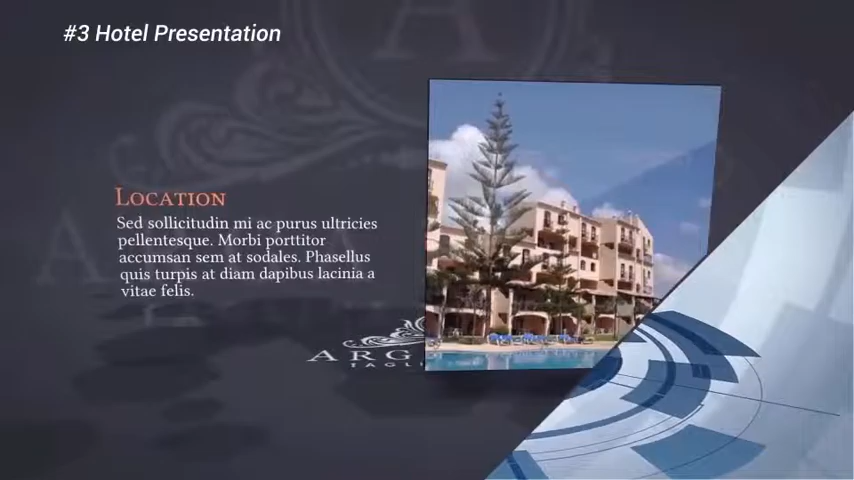 #3 Hotel Presentation
LOCATION
Sed sollicitudin mi ac purus ultricies
pellentesque. Morbi porttitor
accumsan sem at sodales. Phasellus
quis turpis at diam dapibus lacinia a
vitae felis.